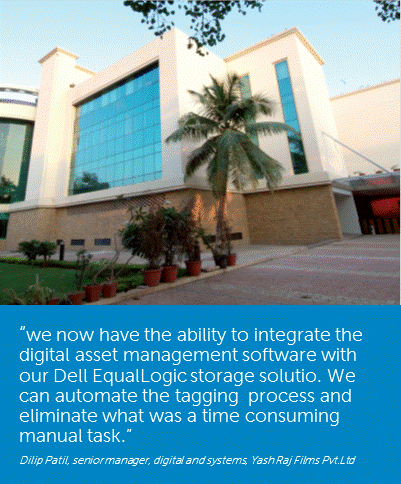 “we now have the ability to integrate the
digital asset management software with
our Dell EqualLogic storage solutio. We
can automate the tagging process and
eliminate what was a time consuming
manual task.”
Dilip Patil, senior manager, digital and systems, Yash Raj Films Pvt.Ltd